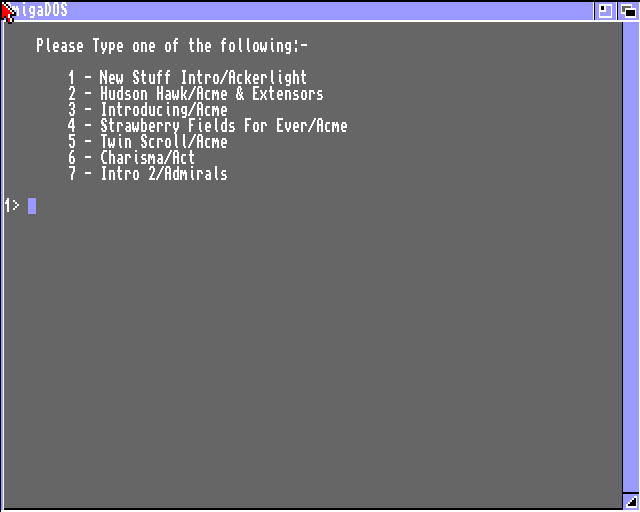 AmigaDOS
Please Type one of the following:-
1 - New Stuff Intro/Ackerlight
2 - Hudson Hawk/Acme & Extensors
3 - Introducing/Acme
4 - Strawberry Fields For Ever/Acme
5 - Twin Scroll/Acme
6 - Charisma/Act
7 - Intro 2/Admirals
1>